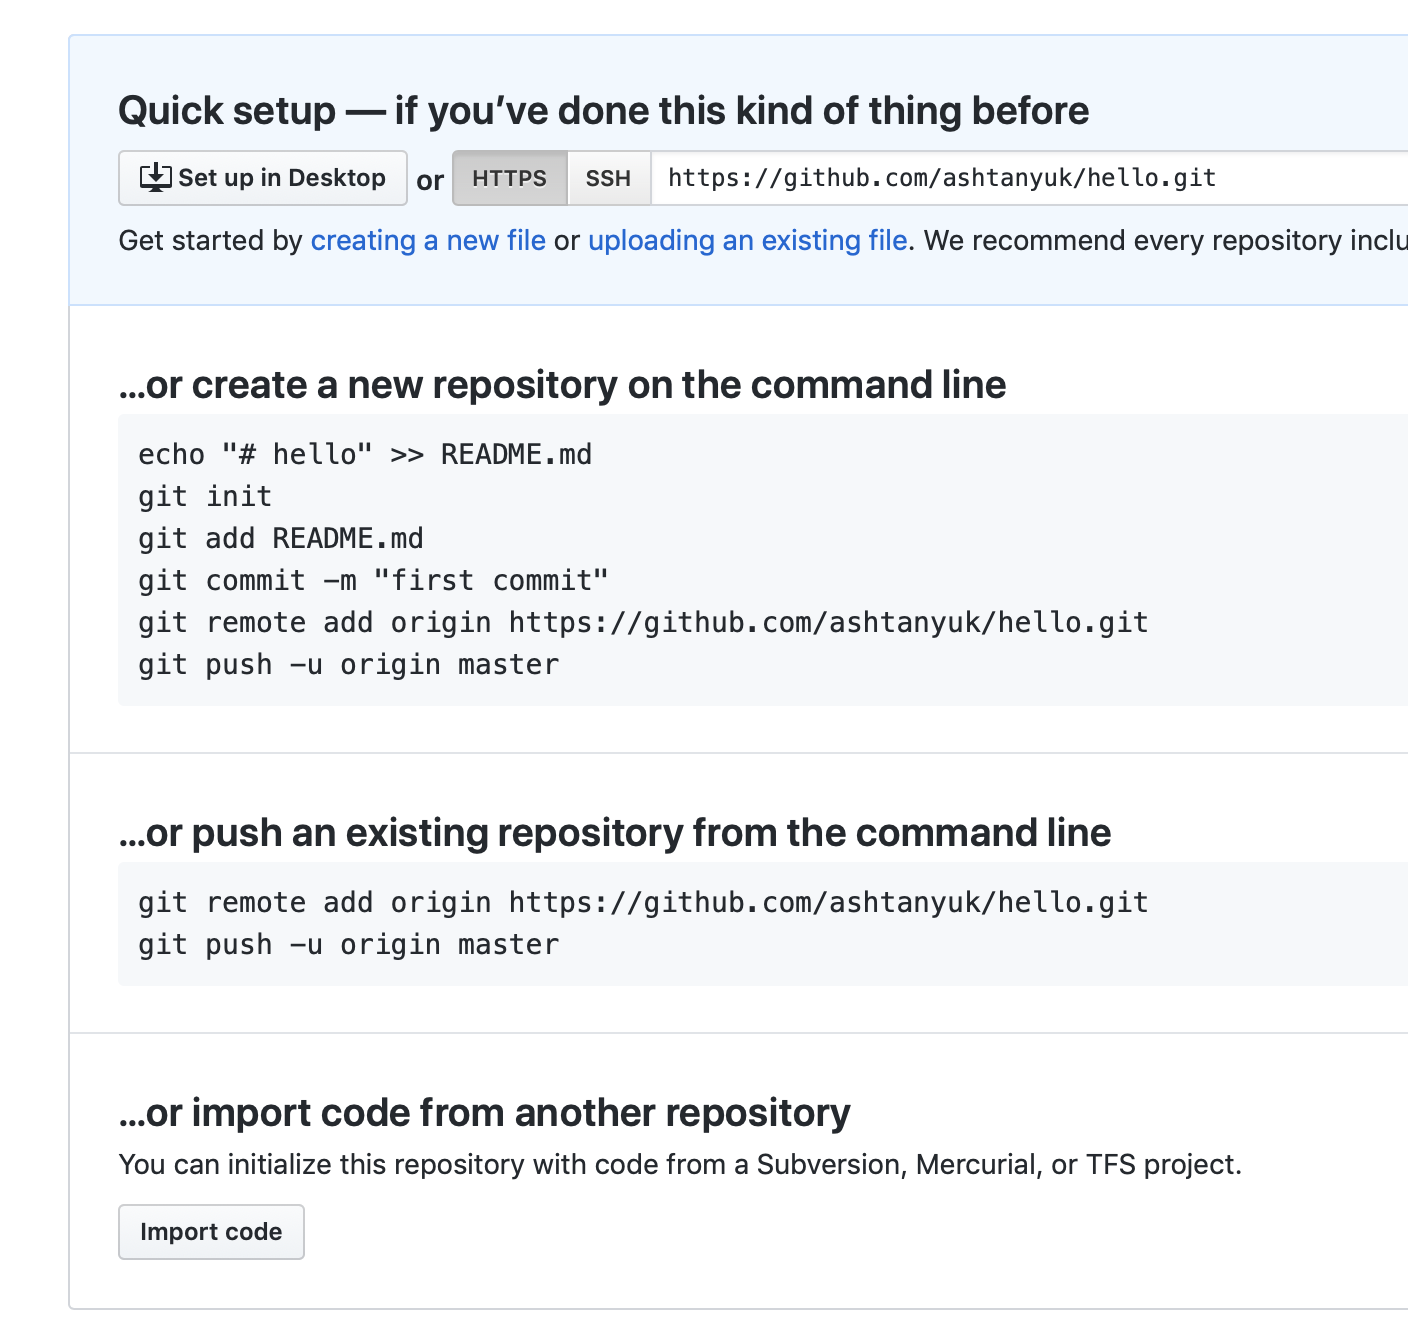 Quick setup — if you’ve done this kind of thing before
Set up in Desktop or HTTPS SSH https://github.com/ashtanyuk/hello.git
Get started by creating a new file or uploading an existing file. We recommend every repository
…or create a new repository on the command line
echo "# hello" >> README.md
git init
git add README.md
git commit -m "first commit"
git remote add origin https://github.com/ashtanyuk/hello.git
git push -u origin master
…or push an existing repository from the command line
git remote add origin https://github.com/ashtanyuk/hello.git
git push -u origin master
…or import code from another repository
You can initialize this repository with code from a Subversion, Mercurial, or TFS project.
Import code